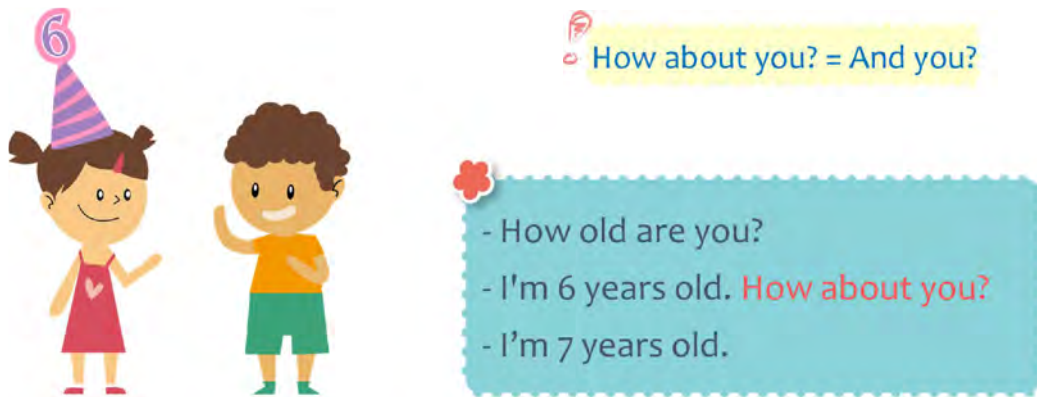 6
How about you? = And you?
- How old are you?
- I'm 6 years old. How about you?
- I’m 7 years old.